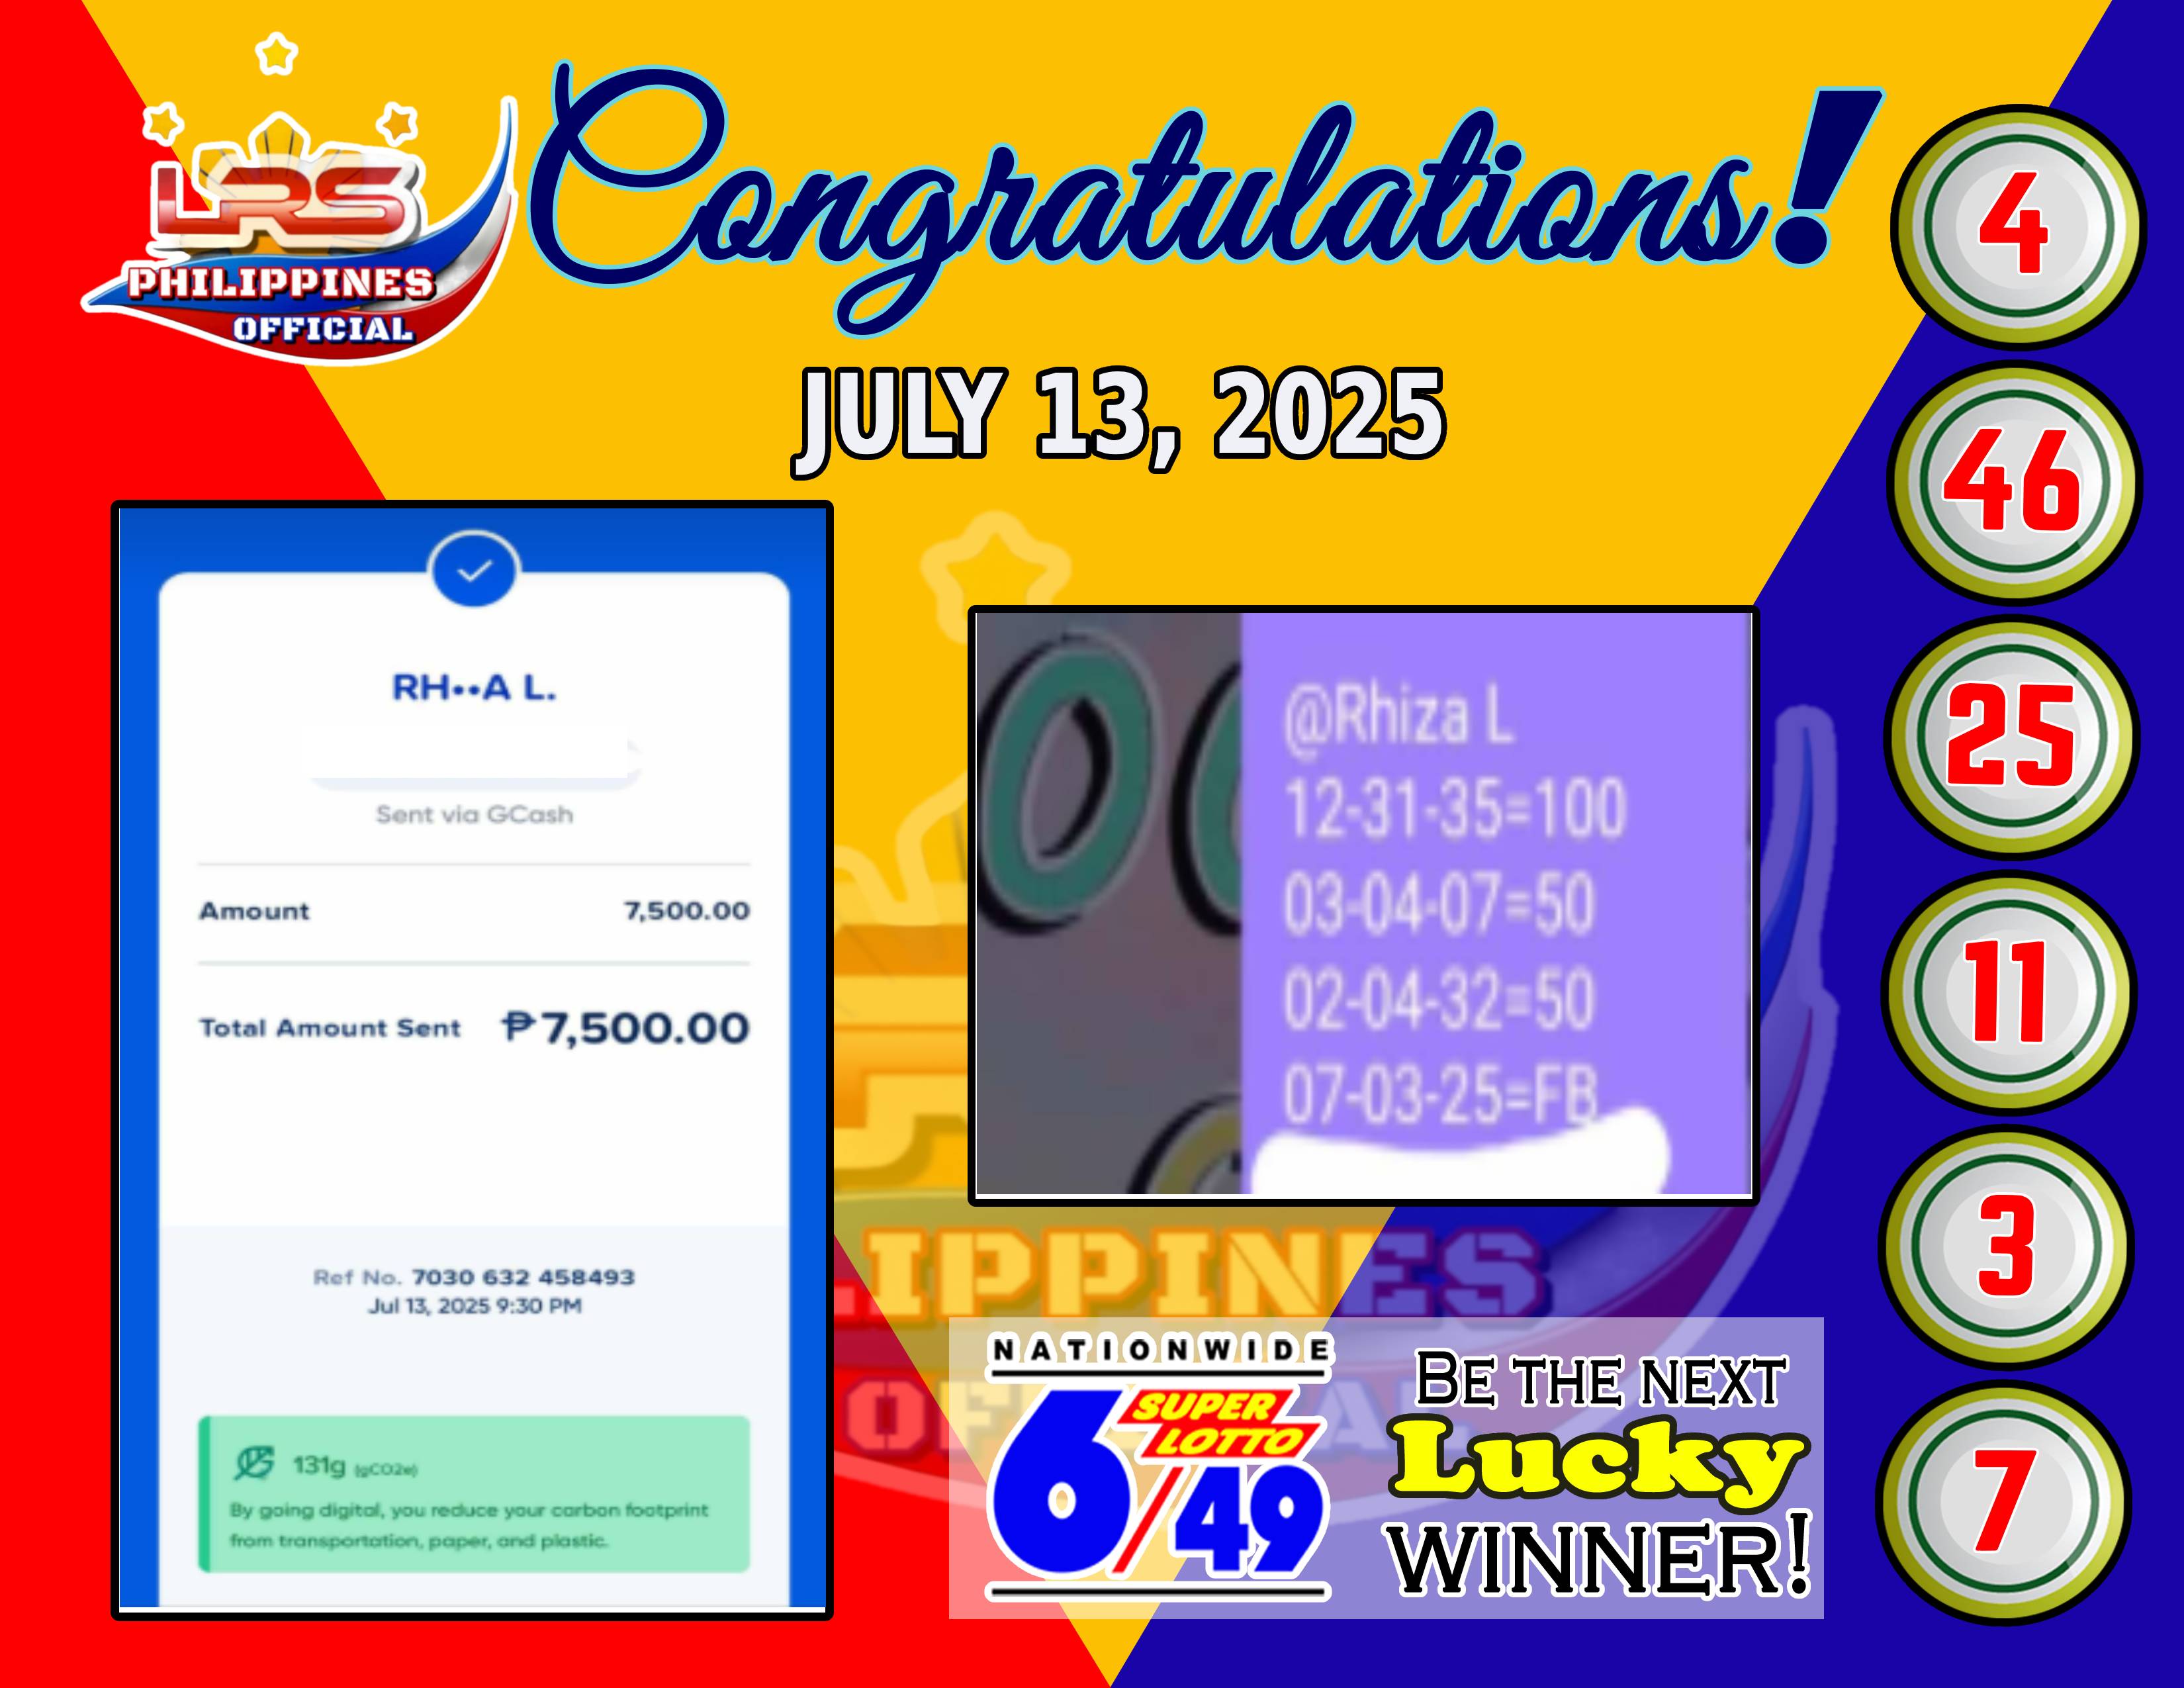 LRS
PHILIPPINES
OFFICIAL
Congratulations!
JULY 13, 2025
RH••A L.
Sent via GCash
Amount 7,500.00
Total Amount Sent ₱7,500.00
Ref No. 7030 632 458493
Jul 13, 2025 9:30 PM
131g (gCO2e)
By going digital, you reduce your carbon footprint
from transportation, paper, and plastic.
@Rhiza L
12-31-35=100
03-04-07=50
02-04-32=50
07-03-25=FB
NATIONWIDE
SUPER
LOTTO
6/49
BE THE NEXT
Lucky
WINNER!
4
46
25
11
3
7